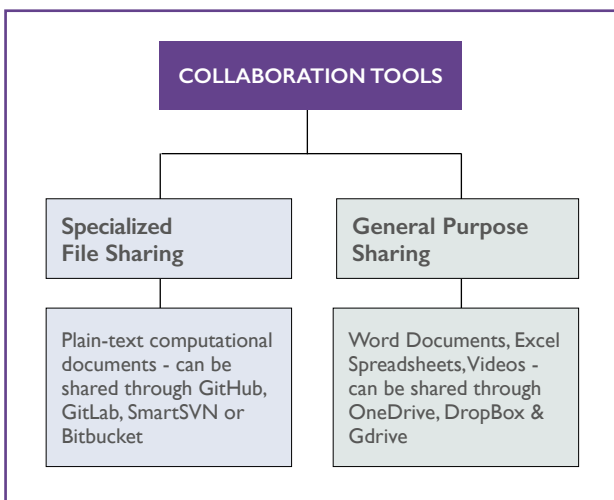 COLLABORATION TOOLS
Specialized
File Sharing
Plain-text computational
documents - can be
shared through GitHub,
GitLab, SmartSVN or
Bitbucket
General Purpose
Sharing
Word Documents, Excel
Spreadsheets, Videos -
can be shared through
OneDrive, DropBox &
Gdrive